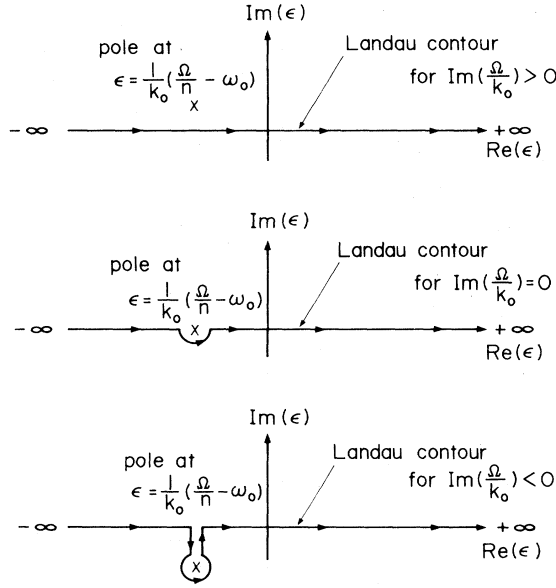 Im(ϵ)
pole at
Landau contour
ϵ = 1/k₀ (Ω/n − ω₀)
for Im(Ω/k₀) > 0
x
− ∞
+ ∞
Re(ϵ)
Im(ϵ)
pole at
Landau contour
ϵ = 1/k₀ (Ω/n − ω₀)
for Im(Ω/k₀) = 0
− ∞
x
+ ∞
Re(ϵ)
Im(ϵ)
pole at
Landau contour
ϵ = 1/k₀ (Ω/n − ω₀)
for Im(Ω/k₀) < 0
− ∞
+ ∞
Re(ϵ)
x